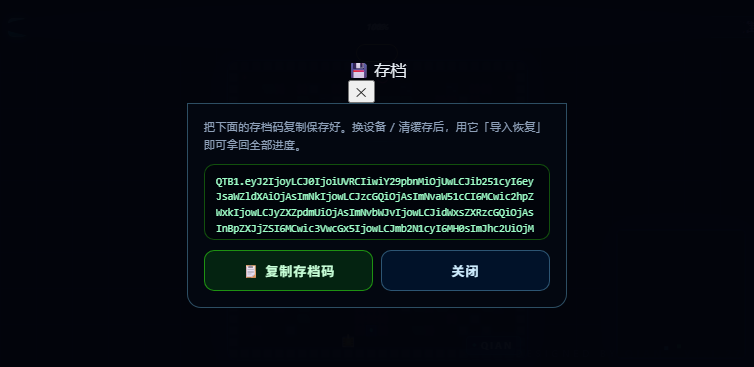 💾 存档
×
把下面的存档码复制保存好。换设备 / 清缓存后，用它「导入恢复」
即可拿回全部进度。
QTB1.eyJ2IjoyLCJ0IjoiUVRCIiwiY29pbnMiOjUwLCJib251cyI6ey
JsaWZldXAiOjAsImNkIjowLCJzcGQiOjAsImNvaW51cCI6MCwic2hpZ
WxkIjowLCJyZXZpdmUiOjAsImNvbWJvIjowLCJidWxsZXRzcGQiOjAs
InBpZXJjZSI6MCwic3VwcGx5IjowLCJmb2N1cyI6MH0sImJhc2UiOjM
📋 复制存档码
关闭